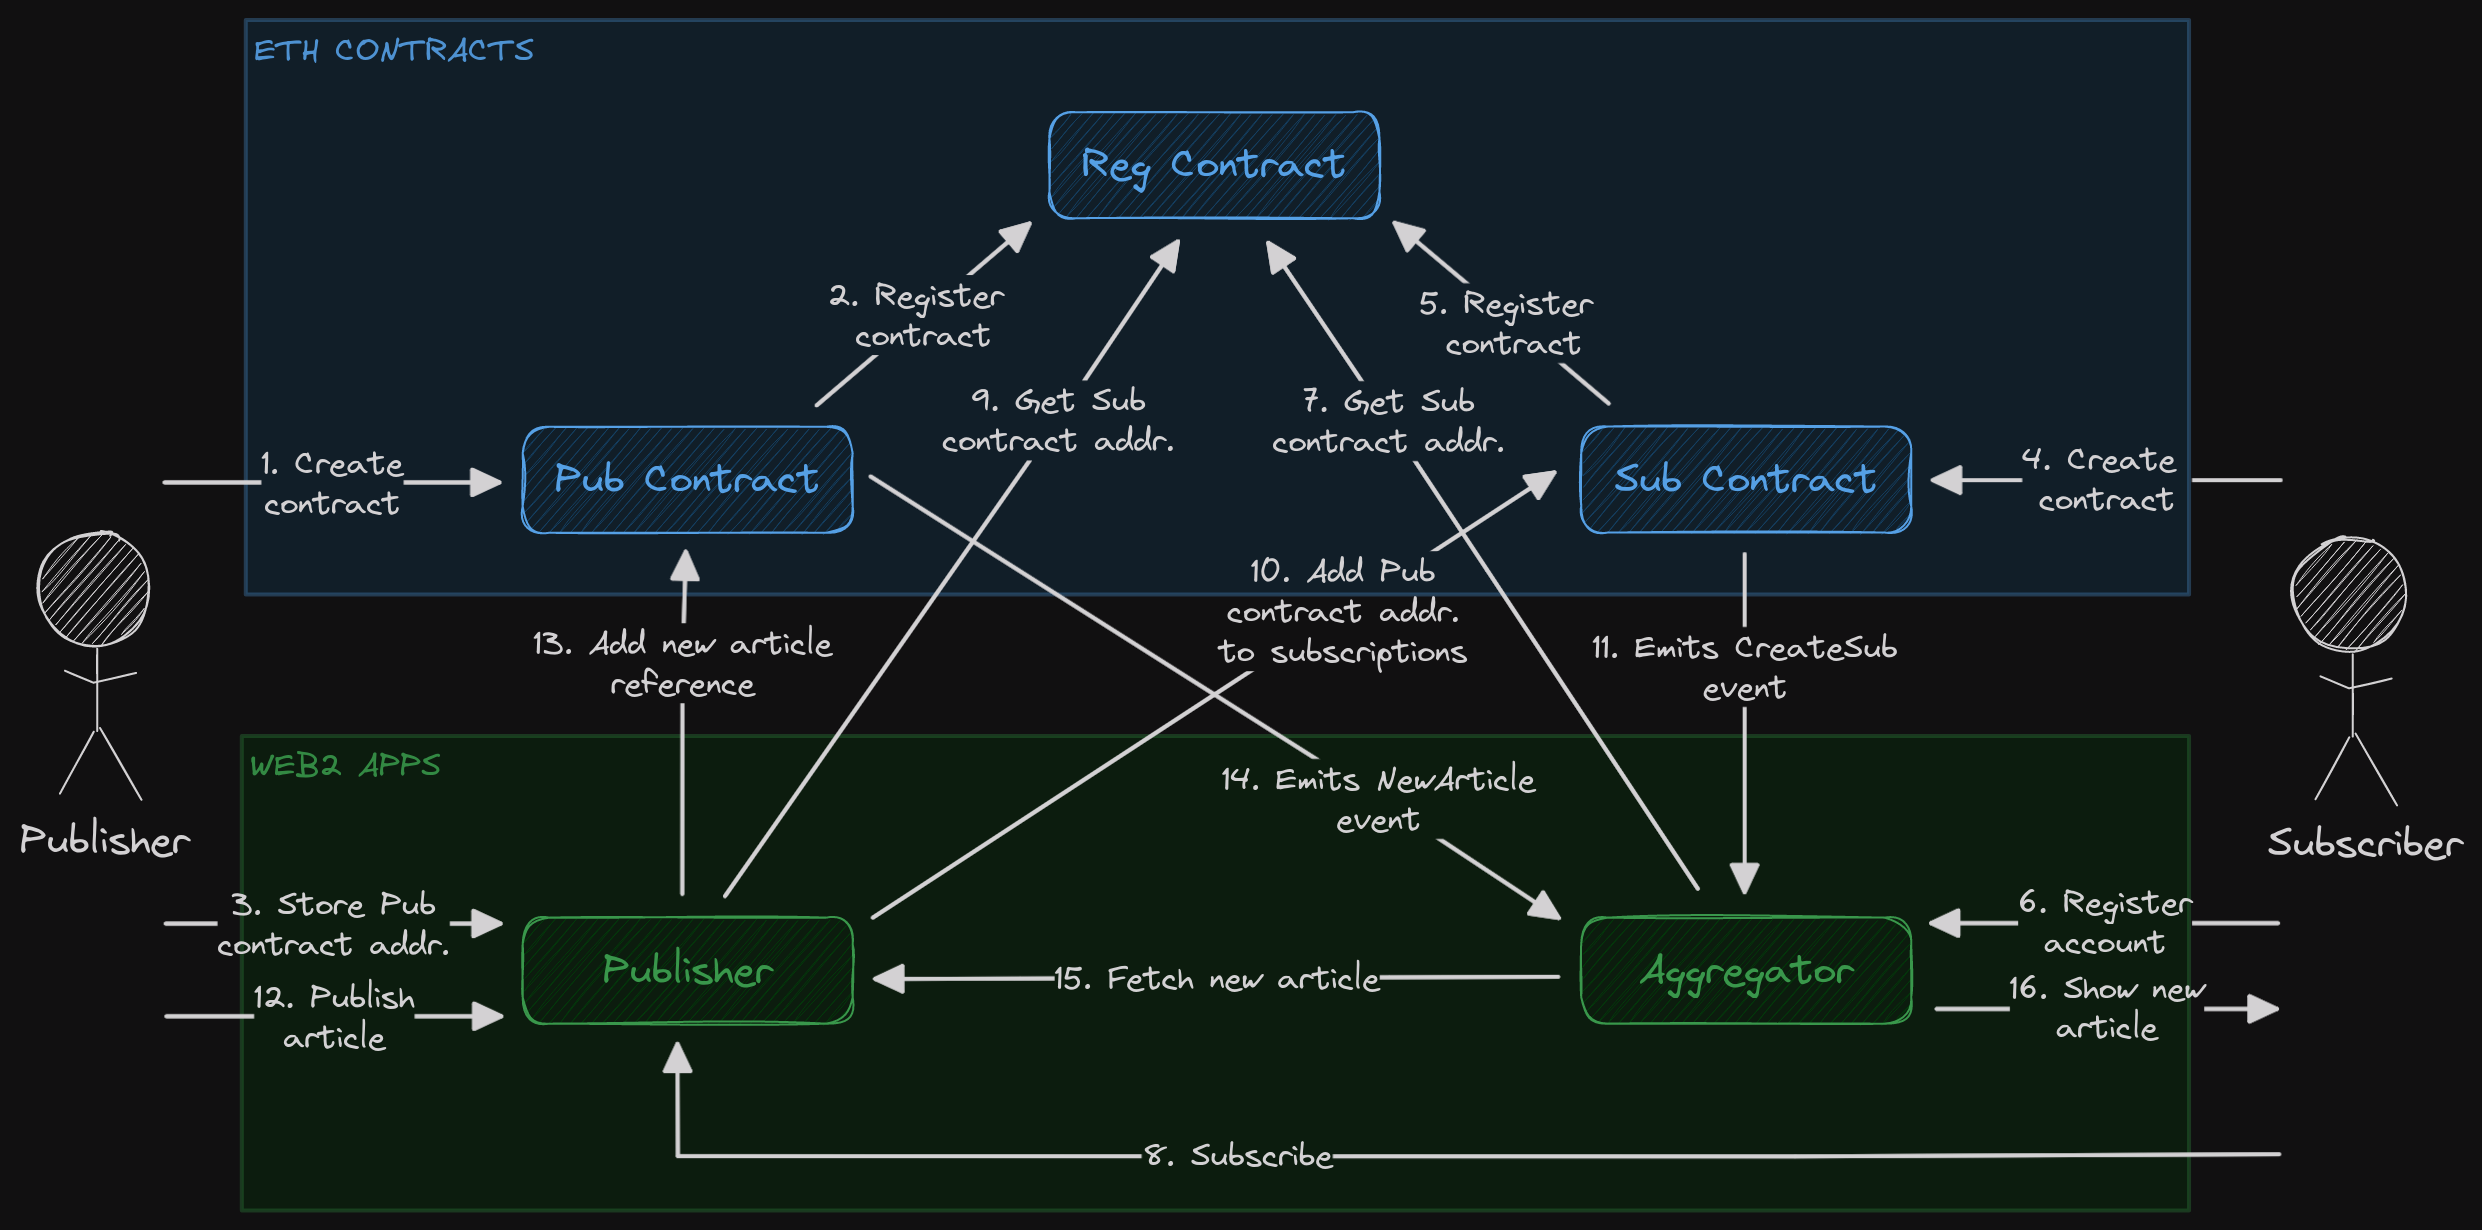 ETH CONTRACTS
Reg Contract
2. Register
contract
5. Register
contract
9. Get Sub
contract addr.
7. Get Sub
contract addr.
1. Create
contract
Pub Contract
Sub Contract
4. Create
contract
10. Add Pub
contract addr.
to subscriptions
13. Add new article
reference
11. Emits CreateSub
event
WEB2 APPS
14. Emits NewArticle
event
Publisher
Subscriber
3. Store Pub
contract addr.
12. Publish
article
Publisher
15. Fetch new article
Aggregator
6. Register
account
16. Show new
article
8. Subscribe